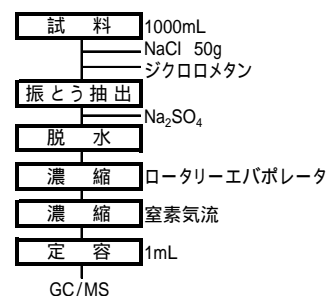 試料 1000mL
NaCl 50g
ジクロロメタン
振とう抽出
Na₂SO₄
脱水
濃縮 ロータリーエバポレータ
濃縮 窒素気流
定容 1mL
GC/MS